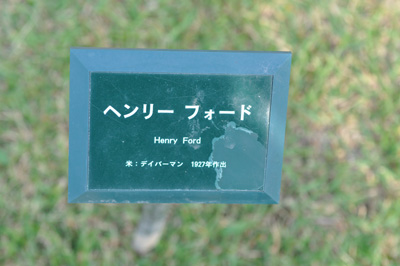 ヘンリー フォード
Henry Ford
米：デイバーマン 1927年作出